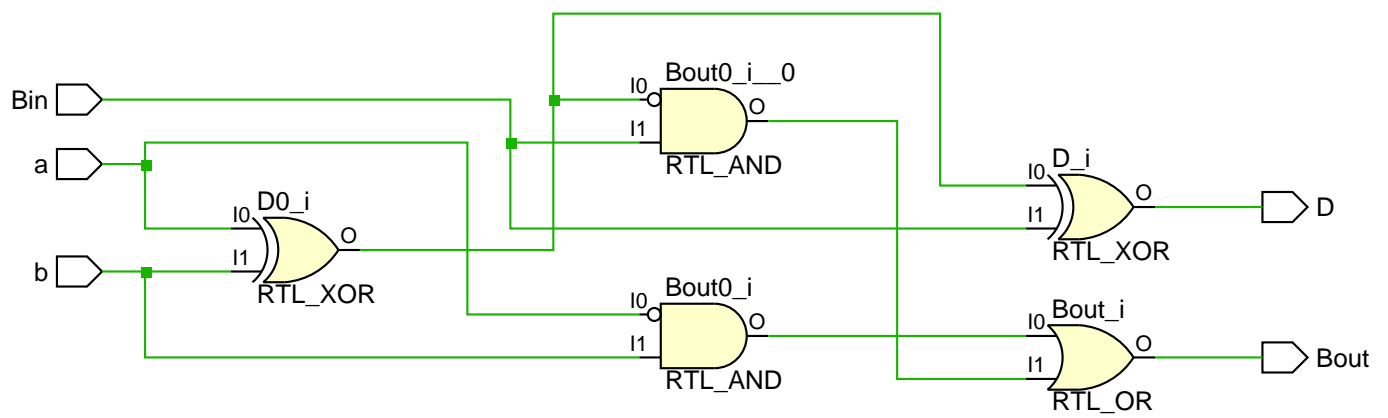 Bout0_i__0
I0
O
Bin
I1
a
RTL_AND
D_i
I0
O
D0_i
D
I0
O
I1
I1
RTL_XOR
b
Bout0_i
RTL_XOR
I0
O
Bout_i
I0
O
I1
Bout
I1
RTL_AND
RTL_OR